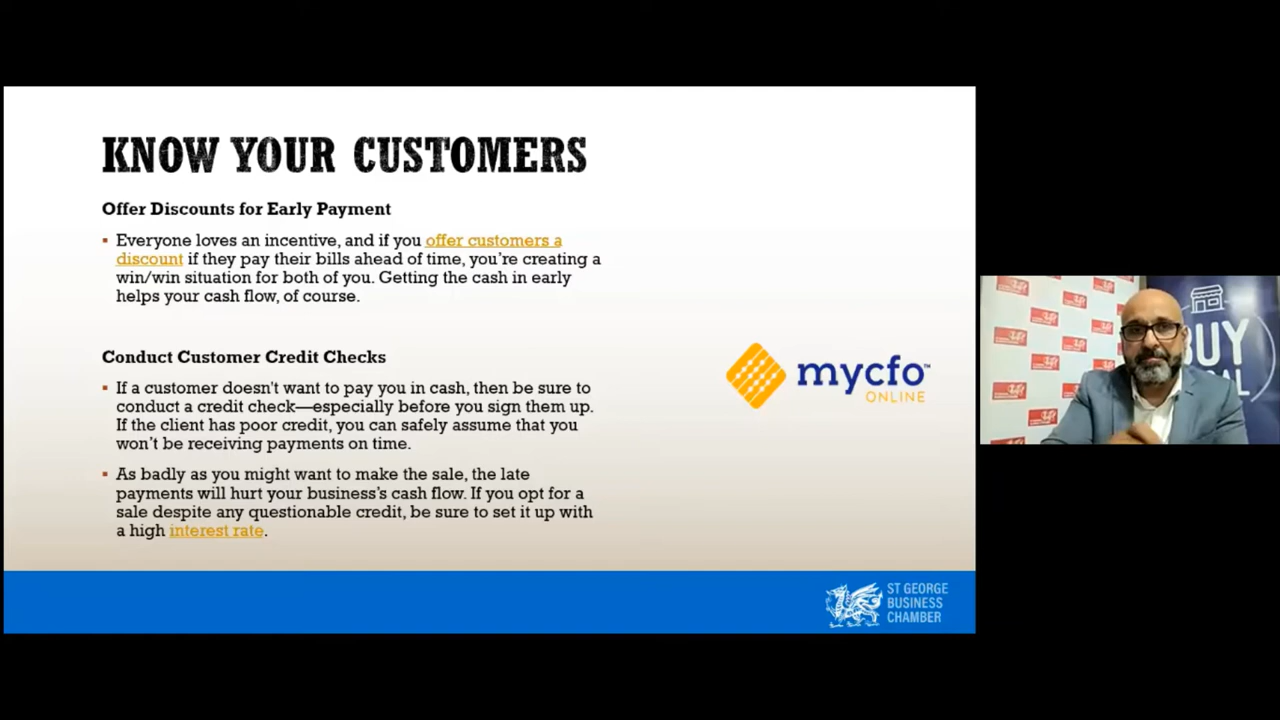 KNOW YOUR CUSTOMERS
Offer Discounts for Early Payment
▪ Everyone loves an incentive, and if you offer customers a
discount if they pay their bills ahead of time, you're creating a
win/win situation for both of you. Getting the cash in early
helps your cash flow, of course.
Conduct Customer Credit Checks
▪ If a customer doesn't want to pay you in cash, then be sure to
conduct a credit check—especially before you sign them up.
If the client has poor credit, you can safely assume that you
won't be receiving payments on time.
▪ As badly as you might want to make the sale, the late
payments will hurt your business's cash flow. If you opt for a
sale despite any questionable credit, be sure to set it up with
a high interest rate.
mycfo™
ONLINE
ST GEORGE
BUSINESS
CHAMBER
BUY